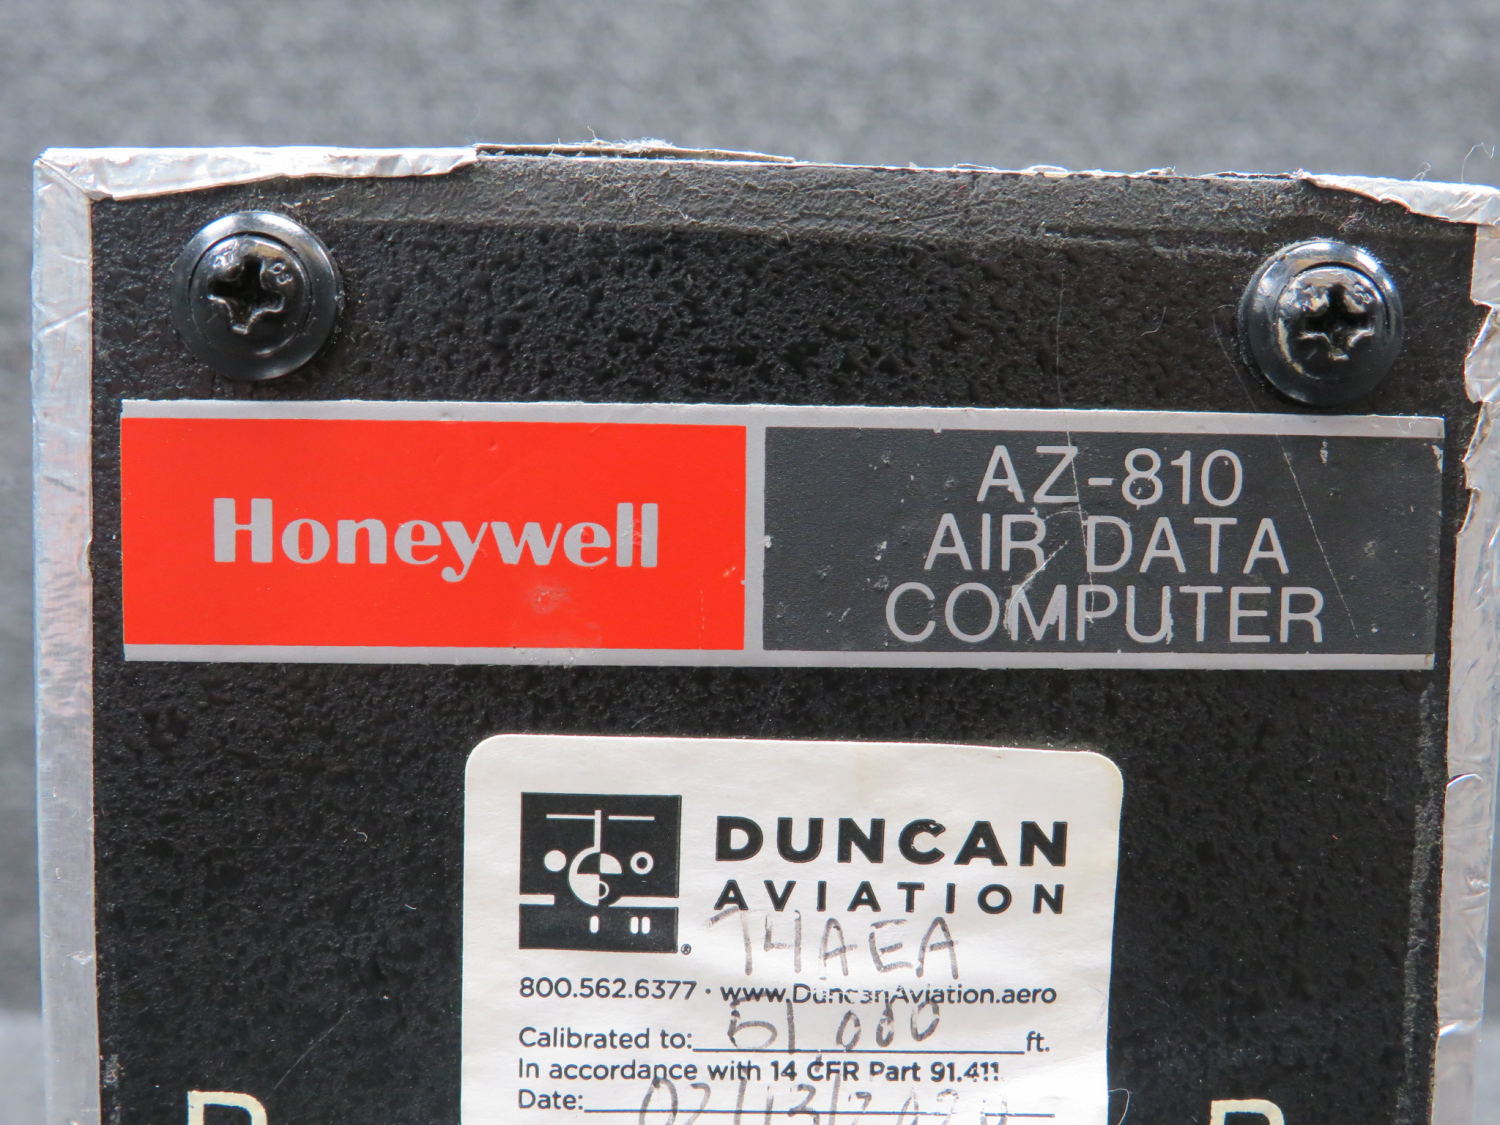 Honeywell
AZ-810
AIR DATA
COMPUTER
DUNCAN
AVIATION
®
74AEA
800.562.6377 · www.DuncanAviation.aero
Calibrated to: 51,000 ft.
In accordance with 14 CFR Part 91.411
Date: